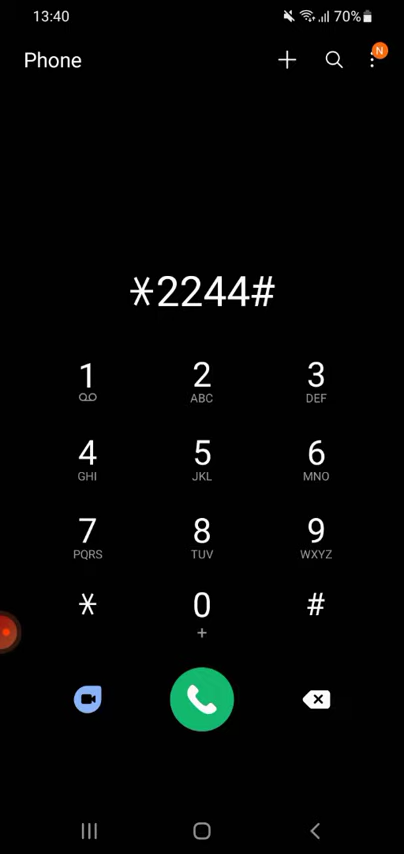 13:40
70%
Phone
N
*2244#
1
2
ABC
3
DEF
4
GHI
5
JKL
6
MNO
7
PQRS
8
TUV
9
WXYZ
*
0
+
#